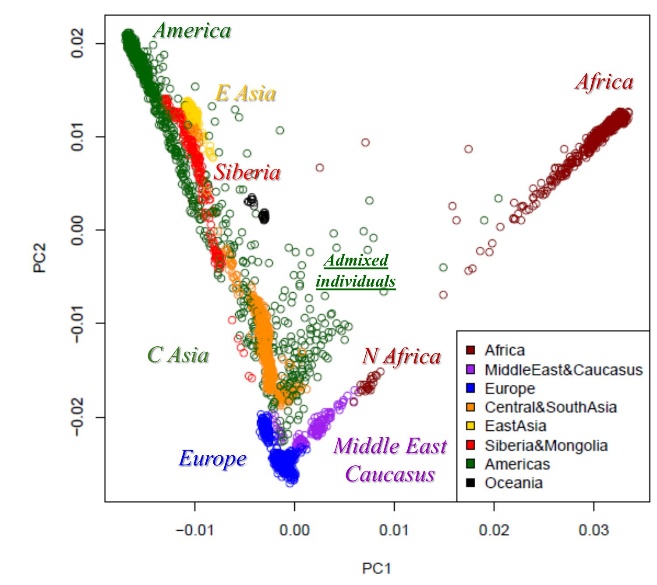 America
Africa
E Asia
Siberia
Admixed
individuals
C Asia
N Africa
Europe
Middle East
Caucasus
Africa
MiddleEast&Caucasus
Europe
Central&SouthAsia
EastAsia
Siberia&Mongolia
Americas
Oceania
PC2
0.02
0.01
0.00
−0.01
−0.02
−0.01
0.00
0.01
0.02
0.03
PC1